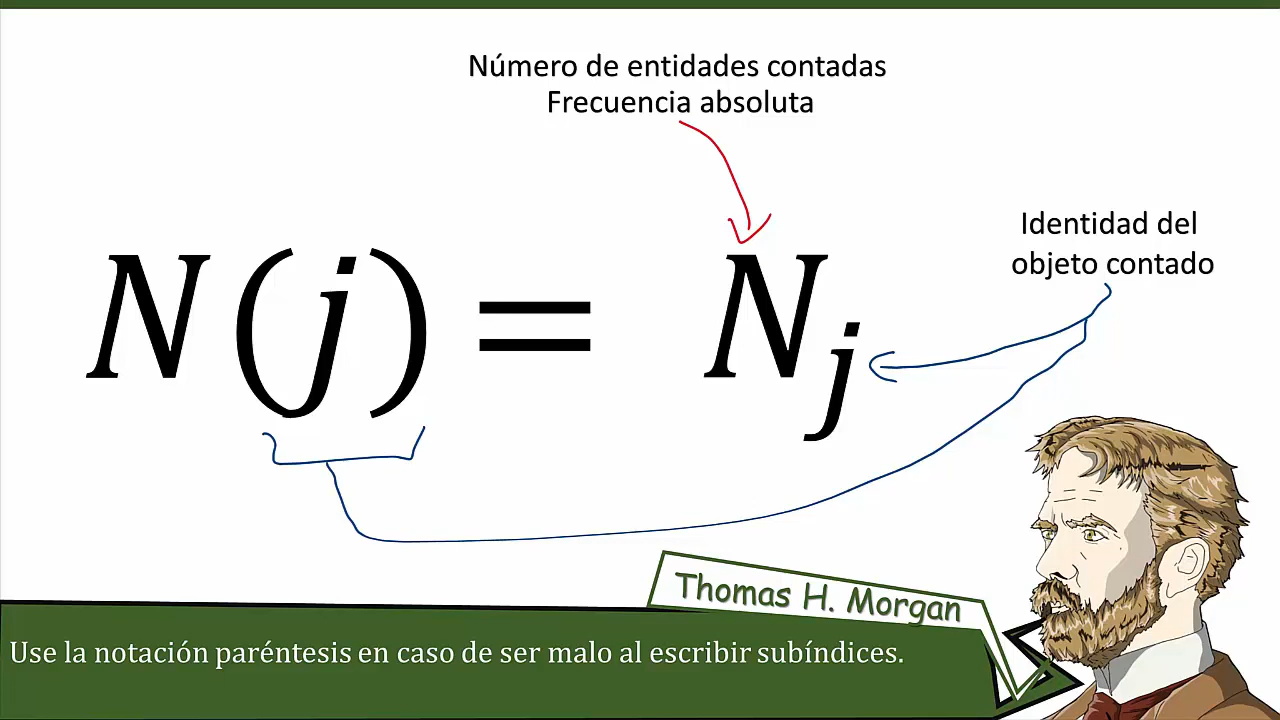 Número de entidades contadas
Frecuencia absoluta
Identidad del
objeto contado
N(j) = Nj
Thomas H. Morgan
Use la notación paréntesis en caso de ser malo al escribir subíndices.